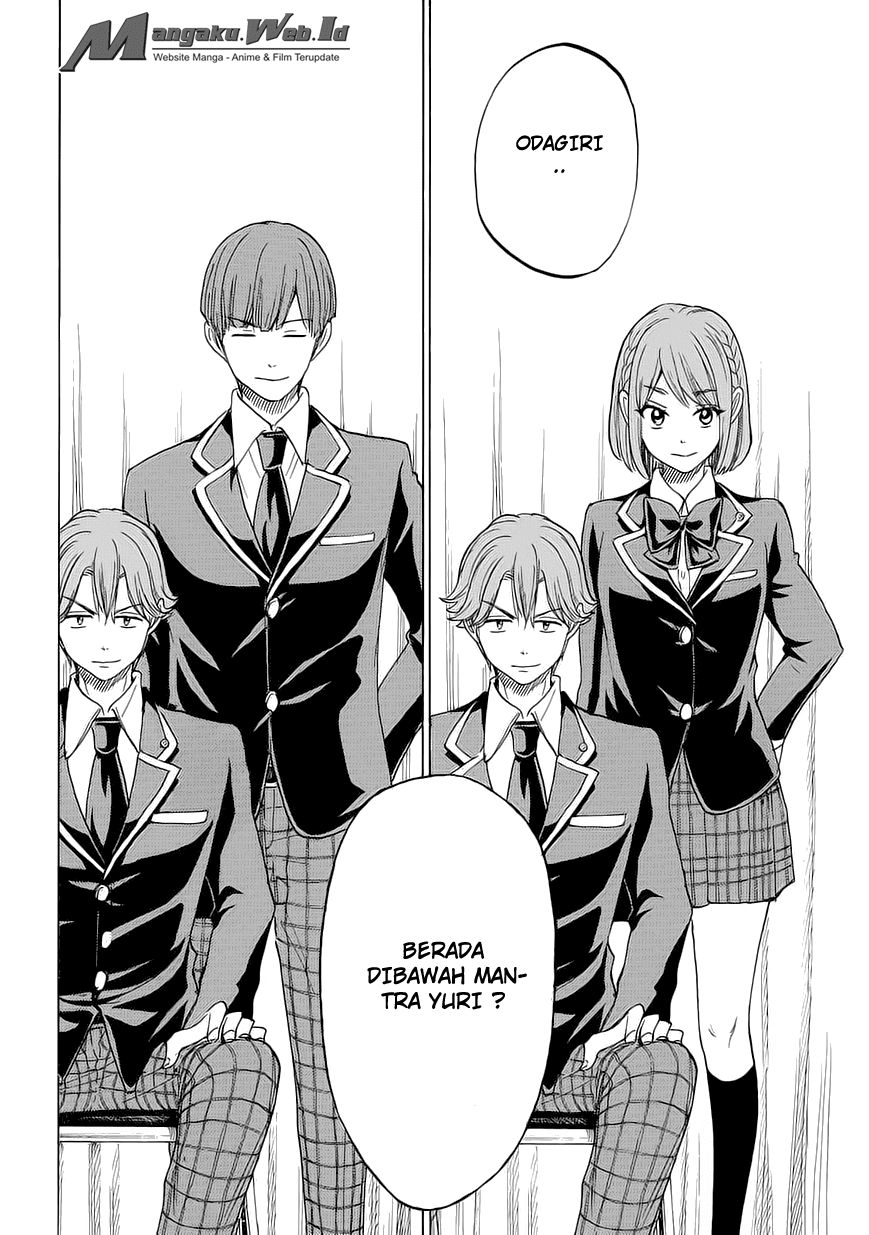 Mangaku.Web.Id
Website Manga - Anime & Film Terupdate
ODAGIRI
..
BERADA
DIBAWAH MAN-
TRA YURI ?